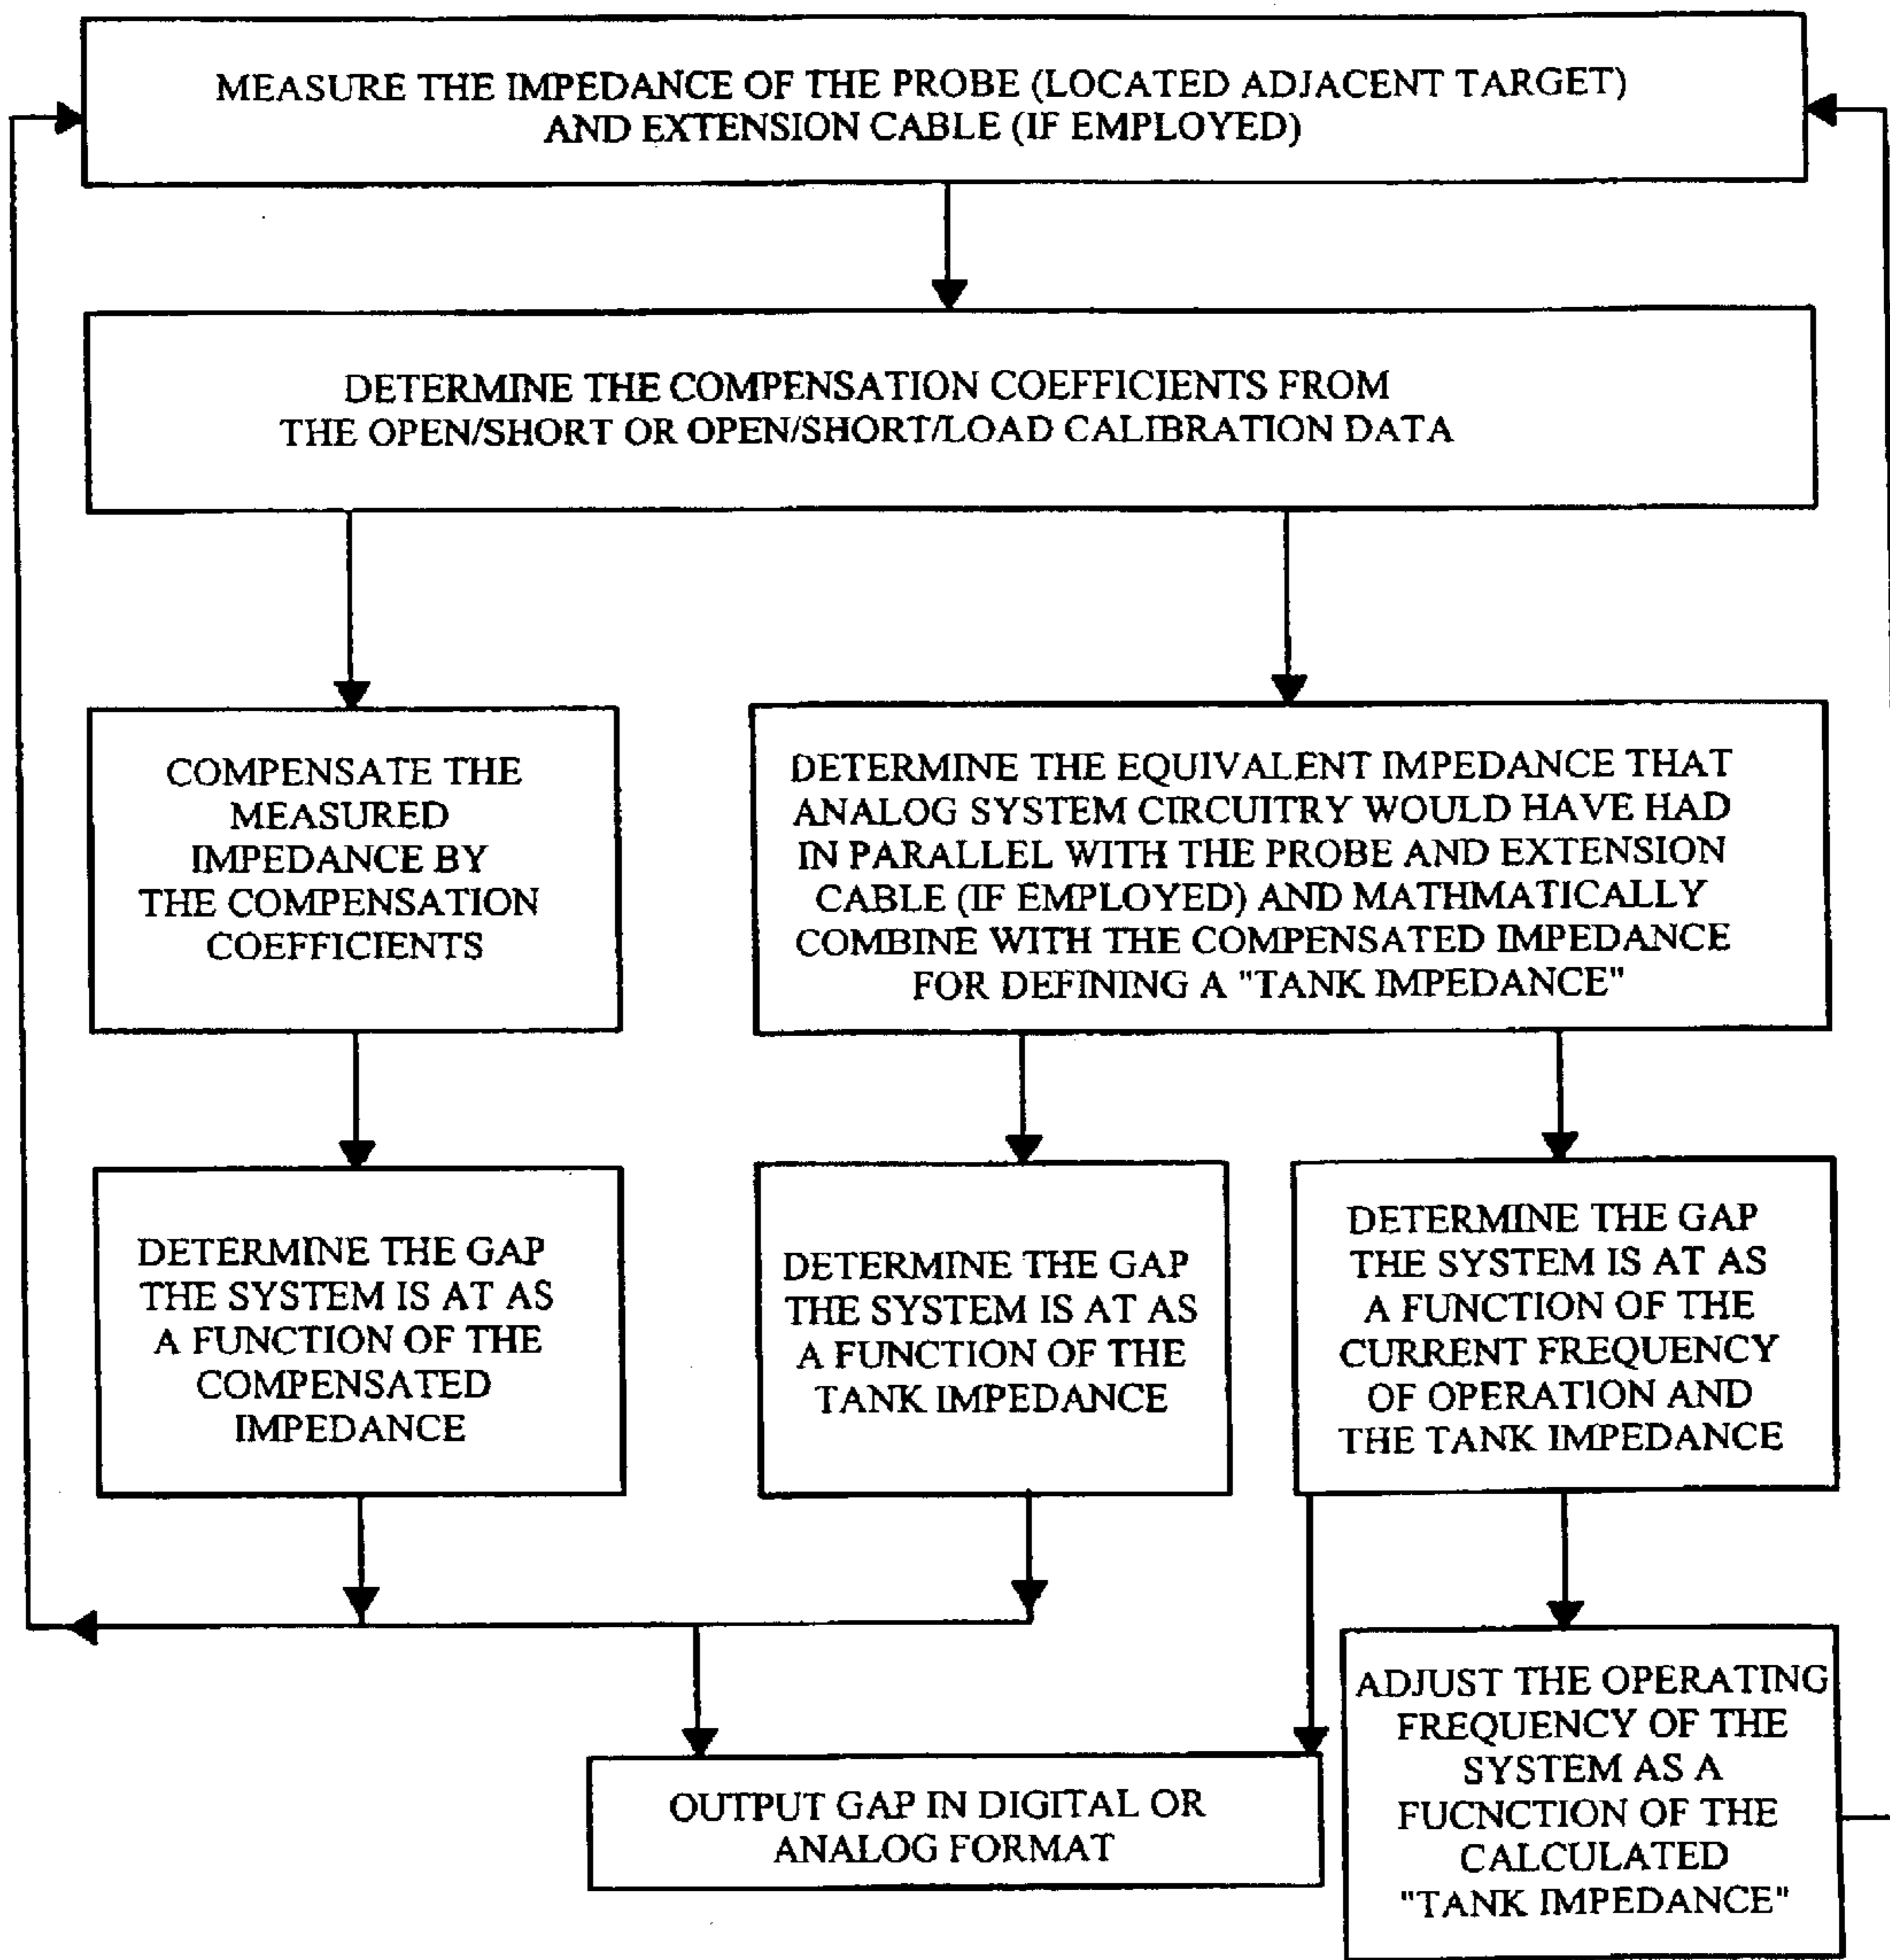 MEASURE THE IMPEDANCE OF THE PROBE (LOCATED ADJACENT TARGET)
AND EXTENSION CABLE (IF EMPLOYED)
DETERMINE THE COMPENSATION COEFFICIENTS FROM
THE OPEN/SHORT OR OPEN/SHORT/LOAD CALIBRATION DATA
COMPENSATE THE
MEASURED
IMPEDANCE BY
THE COMPENSATION
COEFFICIENTS
DETERMINE THE EQUIVALENT IMPEDANCE THAT
ANALOG SYSTEM CIRCUITRY WOULD HAVE HAD
IN PARALLEL WITH THE PROBE AND EXTENSION
CABLE (IF EMPLOYED) AND MATHMATICALLY
COMBINE WITH THE COMPENSATED IMPEDANCE
FOR DEFINING A "TANK IMPEDANCE"
DETERMINE THE GAP
THE SYSTEM IS AT AS
A FUNCTION OF THE
COMPENSATED
IMPEDANCE
DETERMINE THE GAP
THE SYSTEM IS AT AS
A FUNCTION OF THE
TANK IMPEDANCE
DETERMINE THE GAP
THE SYSTEM IS AT AS
A FUNCTION OF THE
CURRENT FREQUENCY
OF OPERATION AND
THE TANK IMPEDANCE
OUTPUT GAP IN DIGITAL OR
ANALOG FORMAT
ADJUST THE OPERATING
FREQUENCY OF THE
SYSTEM AS A
FUCNCTION OF THE
CALCULATED
"TANK IMPEDANCE"